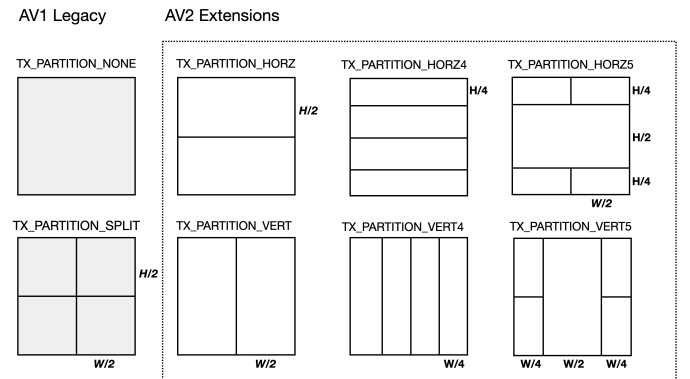 AV1 Legacy
AV2 Extensions
TX_PARTITION_NONE
TX_PARTITION_HORZ
H/2
TX_PARTITION_HORZ4
H/4
TX_PARTITION_HORZ5
H/4
H/2
H/4
W/2
TX_PARTITION_SPLIT
H/2
W/2
TX_PARTITION_VERT
W/2
TX_PARTITION_VERT4
W/4
TX_PARTITION_VERT5
W/4 W/2 W/4